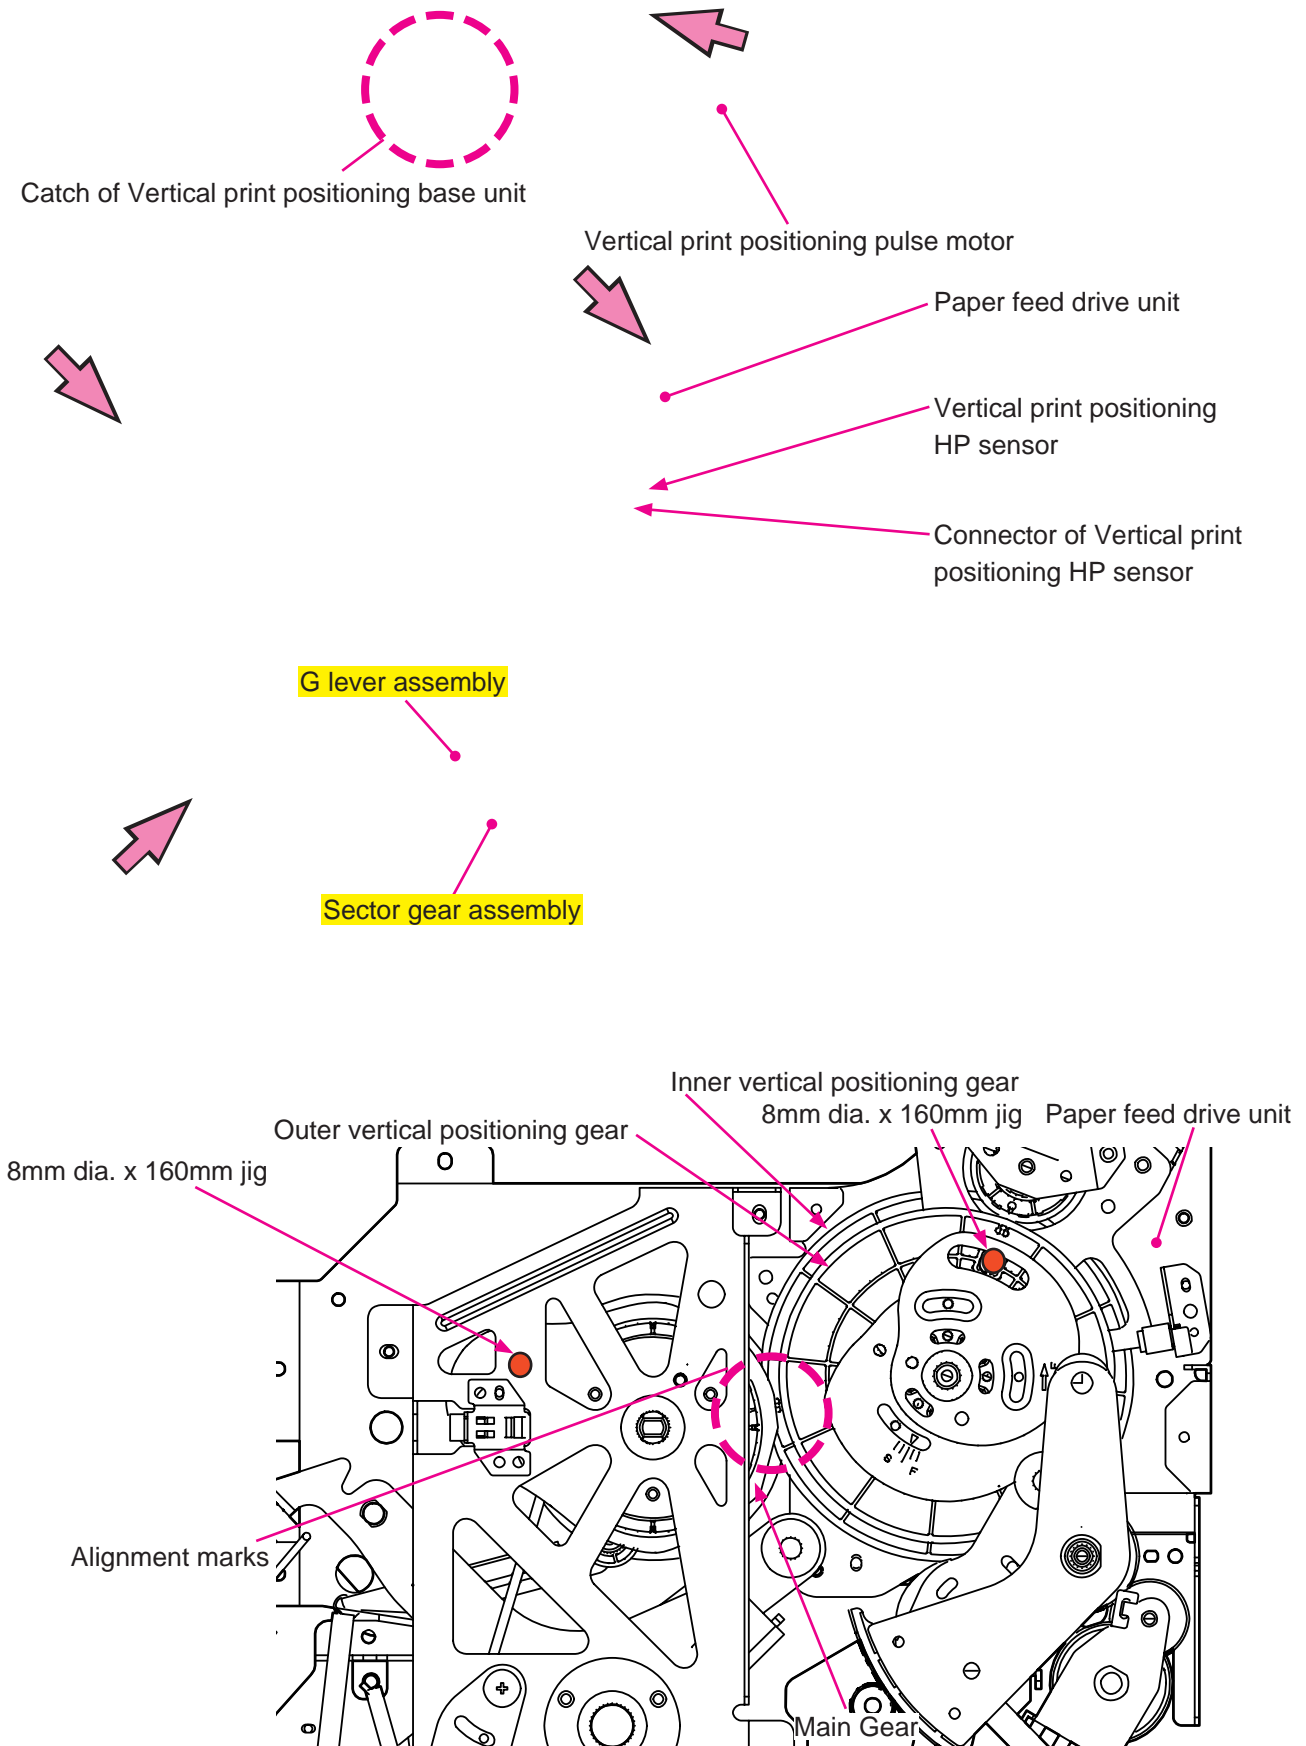 Catch of Vertical print positioning base unit
Vertical print positioning pulse motor
Paper feed drive unit
Vertical print positioning
HP sensor
Connector of Vertical print
positioning HP sensor
G lever assembly
Sector gear assembly
Inner vertical positioning gear
8mm dia. x 160mm jig
Paper feed drive unit
Outer vertical positioning gear
8mm dia. x 160mm jig
S
F
Alignment marks
Main Gear